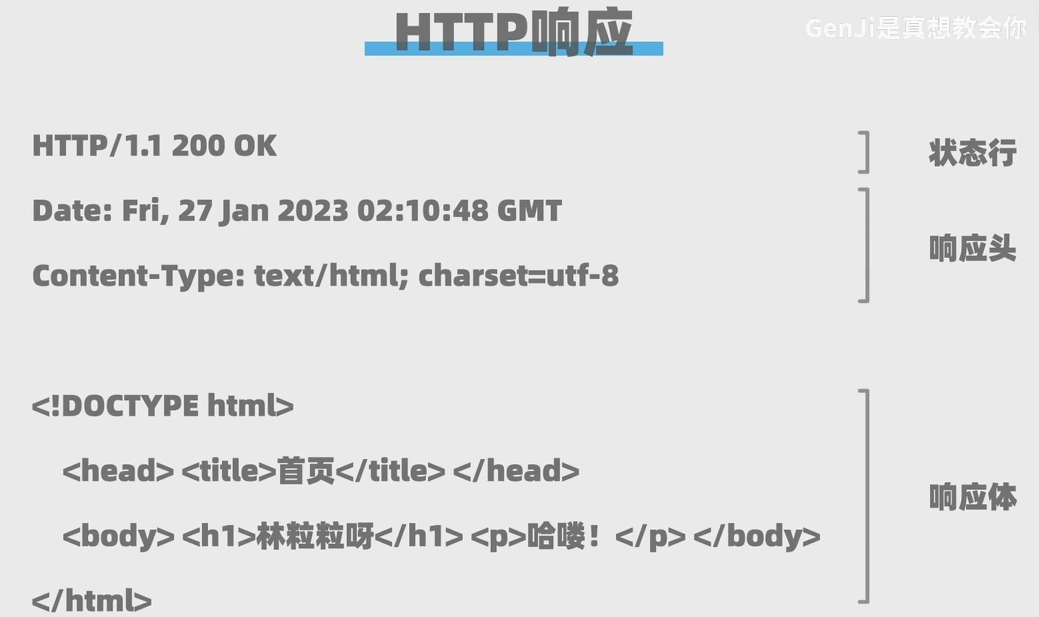 HTTP响应
GenJi是真想教会你
HTTP/1.1 200 OK
状态行
Date: Fri, 27 Jan 2023 02:10:48 GMT
响应头
Content-Type: text/html; charset=utf-8
<!DOCTYPE html>
<head> <title>首页</title> </head>
响应体
<body> <h1>林粒粒呀</h1> <p>哈喽！</p> </body>
</html>